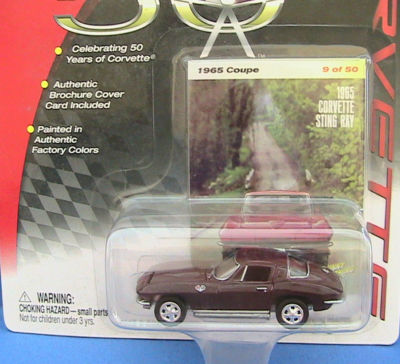 50
Celebrating 50
Years of Corvette®
Authentic
Brochure Cover
Card Included
Painted in
Authentic
Factory Colors
1965 Coupe
9 of 50
1965
CORVETTE
STING RAY
CORVETTE
WARNING:
CHOKING HAZARD — small parts
Not for children under 3 yrs.